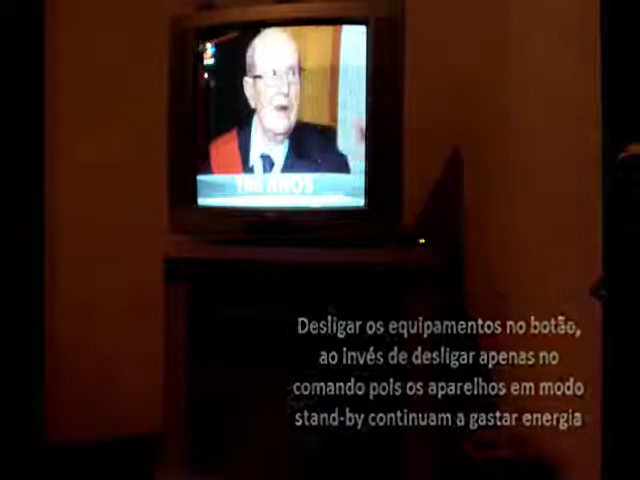 ANOS
Desligar os equipamentos no botão,
ao invés de desligar apenas no
comando pois os aparelhos em modo
stand-by continuam a gastar energia